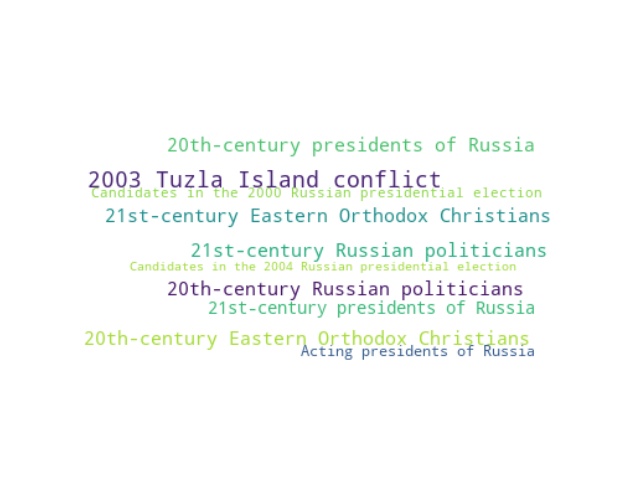 20th-century presidents of Russia
2003 Tuzla Island conflict
Candidates in the 2000 Russian presidential election
21st-century Eastern Orthodox Christians
21st-century Russian politicians
Candidates in the 2004 Russian presidential election
20th-century Russian politicians
21st-century presidents of Russia
20th-century Eastern Orthodox Christians
Acting presidents of Russia